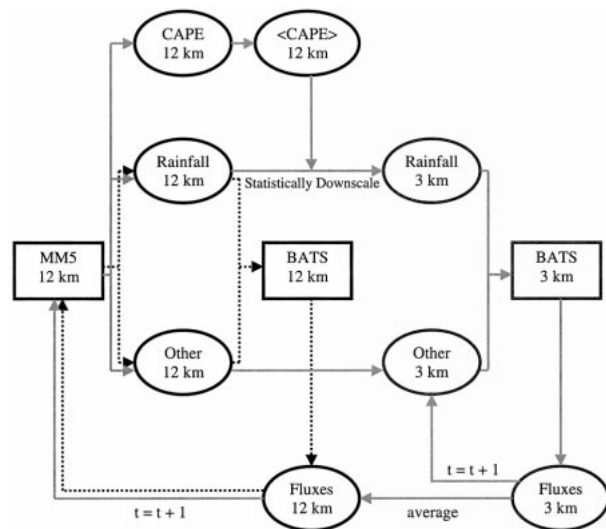 CAPE
12 km
<CAPE>
12 km
Rainfall
12 km
Statistically Downscale
Rainfall
3 km
MM5
12 km
BATS
12 km
BATS
3 km
Other
12 km
Other
3 km
t = t + 1
Fluxes
12 km
t = t + 1
average
Fluxes
3 km